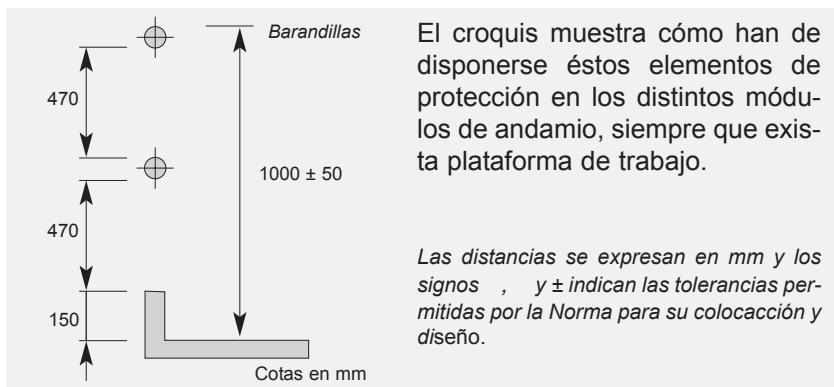 Barandillas
470
1000 ± 50
470
150
Cotas en mm
El croquis muestra cómo han de
disponerse éstos elementos de
protección en los distintos módu-
los de andamio, siempre que exis-
ta plataforma de trabajo.
Las distancias se expresan en mm y los
signos , y ± indican las tolerancias per-
mitidas por la Norma para su colocacción y
diseño.